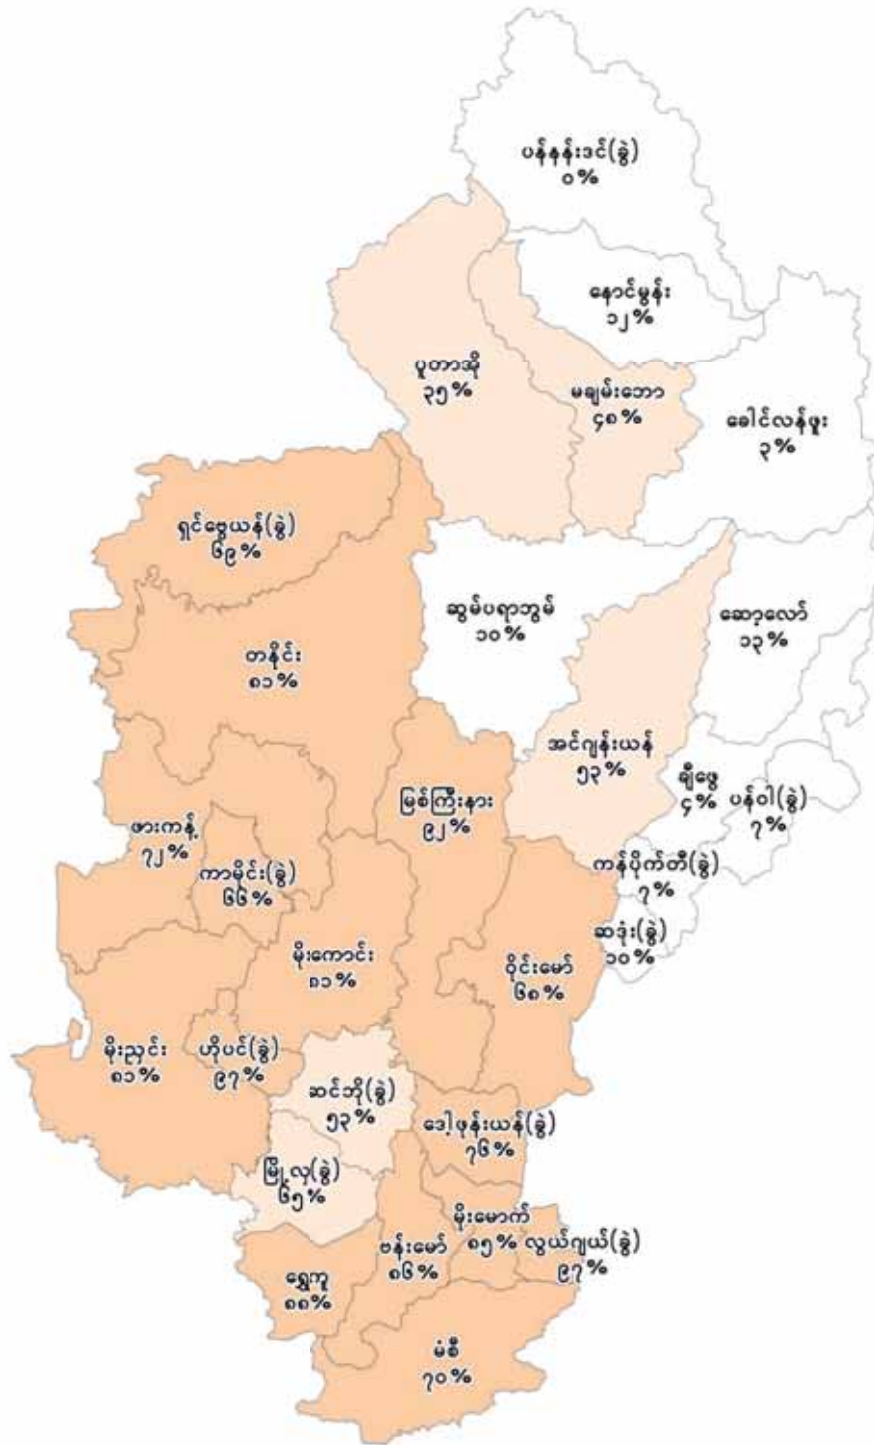 ပန်နန်းဒင်(ခွဲ)
၀%
နောင်မွန်း
၁၂%
ပူတာအို
၃၅%
မချမ်းဘော
၄၈%
ခေါင်လန်ဖူး
၃%
ရှင်ဗွေယန်(ခွဲ)
၆၉%
ဆွမ်ပရာဘွမ်
၁၀%
ဆော့လော်
၁၃%
တနိုင်း
၈၁%
အင်ဂျန်းယန်
၅၃%
မြစ်ကြီးနား
၉၂%
ချီဖွေ
၄%
ပန်ဝါ(ခွဲ)
၇%
ဖားကန့်
၇၂%
ကာမိုင်း(ခွဲ)
၆၆%
ကန်ပိုက်တီ(ခွဲ)
၇%
ဆဒုံး(ခွဲ)
၁၀%
မိုးကောင်း
၈၁%
ဝိုင်းမော်
၆၈%
မိုးညှင်း
၈၁%
ဟိုပင်(ခွဲ)
၉၇%
ဆင်ဘို(ခွဲ)
၅၃%
ဒေါ့ဖုန်းယန်(ခွဲ)
၇၆%
မြို့လှ(ခွဲ)
၆၅%
မိုးမောက်
၈၅%
လွယ်ဂျယ်(ခွဲ)
၉၇%
ဗန်းမော်
၈၆%
ရွှေကူ
၈၈%
မံစီ
၇၀%